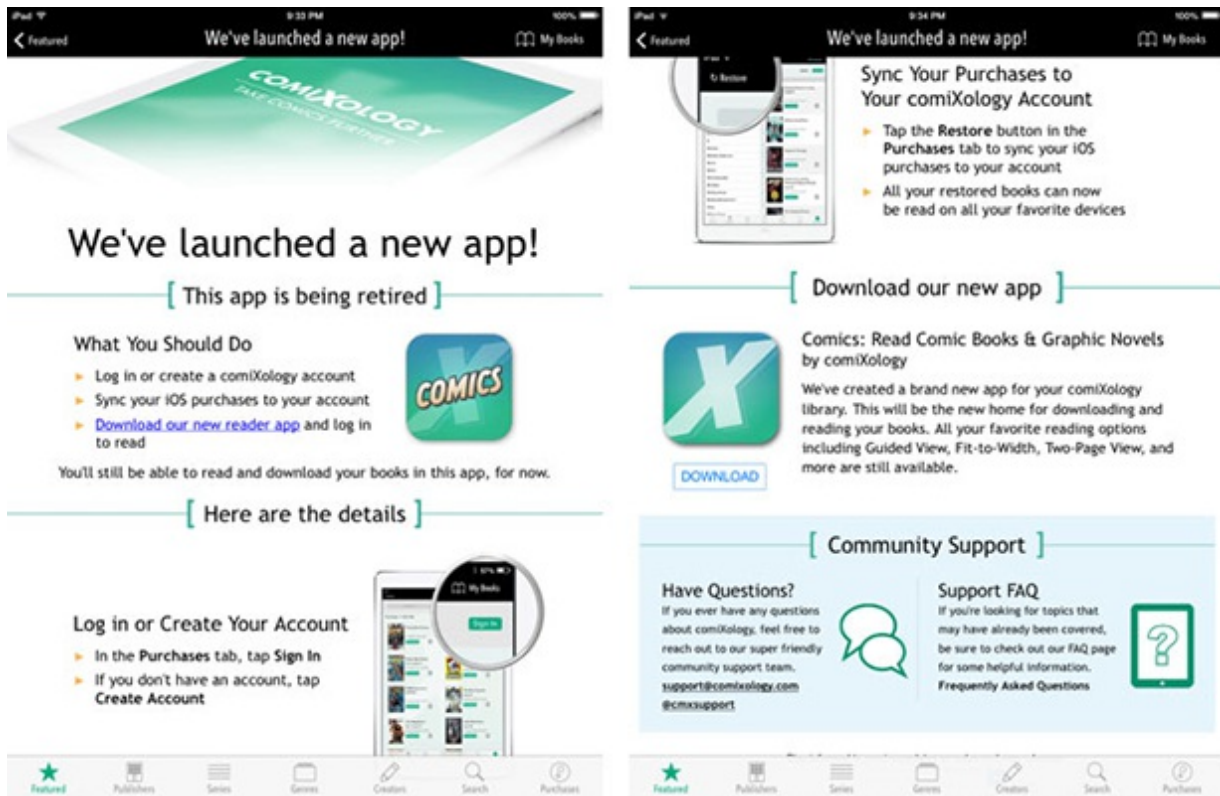 iPad
9:33 PM
100%
Featured
We've launched a new app!
My Books
COMIXOLOGY
TAKE COMICS FURTHER
We've launched a new app!
[ This app is being retired ]
What You Should Do
Log in or create a comiXology account
Sync your iOS purchases to your account
Download our new reader app and log in
to read
COMICS
You'll still be able to read and download your books in this app, for now.
[ Here are the details ]
Log in or Create Your Account
In the Purchases tab, tap Sign In
If you don't have an account, tap
Create Account
My Books
Sign In
Featured
Publishers
Series
Genres
Creators
Search
Purchases
iPad
9:34 PM
100%
Featured
We've launched a new app!
My Books
Restore
Sync Your Purchases to
Your comiXology Account
Tap the Restore button in the
Purchases tab to sync your iOS
purchases to your account
All your restored books can now
be read on all your favorite devices
[ Download our new app ]
X
DOWNLOAD
Comics: Read Comic Books & Graphic Novels
by comiXology
We've created a brand new app for your comiXology
library. This will be the new home for downloading and
reading your books. All your favorite reading options
including Guided View, Fit-to-Width, Two-Page View, and
more are still available.
[ Community Support ]
Have Questions?
If you ever have any questions
about comiXology, feel free to
reach out to our super friendly
community support team.
support@comixology.com
@cmxsupport
Support FAQ
If you're looking for topics that
may have already been covered,
be sure to check out our FAQ page
for some helpful information.
Frequently Asked Questions
?
Featured
Publishers
Series
Genres
Creators
Search
Purchases